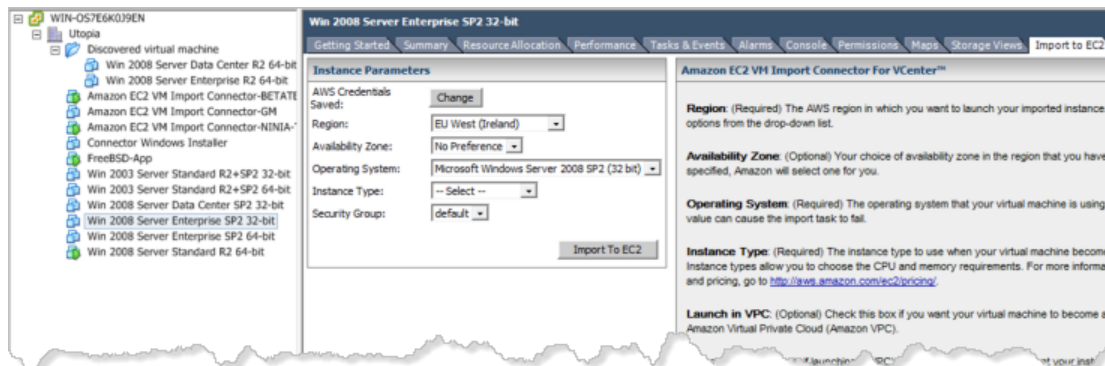 WIN-OS7E6K0J9EN
Utopia
Discovered virtual machine
Win 2008 Server Data Center R2 64-bit
Win 2008 Server Enterprise R2 64-bit
Amazon EC2 VM Import Connector-BETATE
Amazon EC2 VM Import Connector-GM
Amazon EC2 VM Import Connector-NINIA-
Connector Windows Installer
FreeBSD-App
Win 2003 Server Standard R2+SP2 32-bit
Win 2003 Server Standard R2+SP2 64-bit
Win 2008 Server Data Center SP2 32-bit
Win 2008 Server Enterprise SP2 32-bit
Win 2008 Server Enterprise SP2 64-bit
Win 2008 Server Standard R2 64-bit
Win 2008 Server Enterprise SP2 32-bit
Getting Started Summary Resource Allocation Performance Tasks & Events Alarms Console Permissions Maps Storage Views Import to EC2
Instance Parameters
AWS Credentials Saved: Change
Region: EU West (Ireland)
Availability Zone: No Preference
Operating System: Microsoft Windows Server 2008 SP2 (32 bit)
Instance Type: -- Select --
Security Group: default
Import To EC2
Amazon EC2 VM Import Connector For VCenter™
Region: (Required) The AWS region in which you want to launch your imported instance
options from the drop-down list.
Availability Zone: (Optional) Your choice of availability zone in the region that you have
specified, Amazon will select one for you.
Operating System: (Required) The operating system that your virtual machine is using
value can cause the import task to fail.
Instance Type: (Required) The instance type to use when your virtual machine become
Instance types allow you to choose the CPU and memory requirements. For more informa
and pricing, go to http://aws.amazon.com/ec2/pricing/.
Launch in VPC: (Optional) Check this box if you want your virtual machine to become a
Amazon Virtual Private Cloud (Amazon VPC).